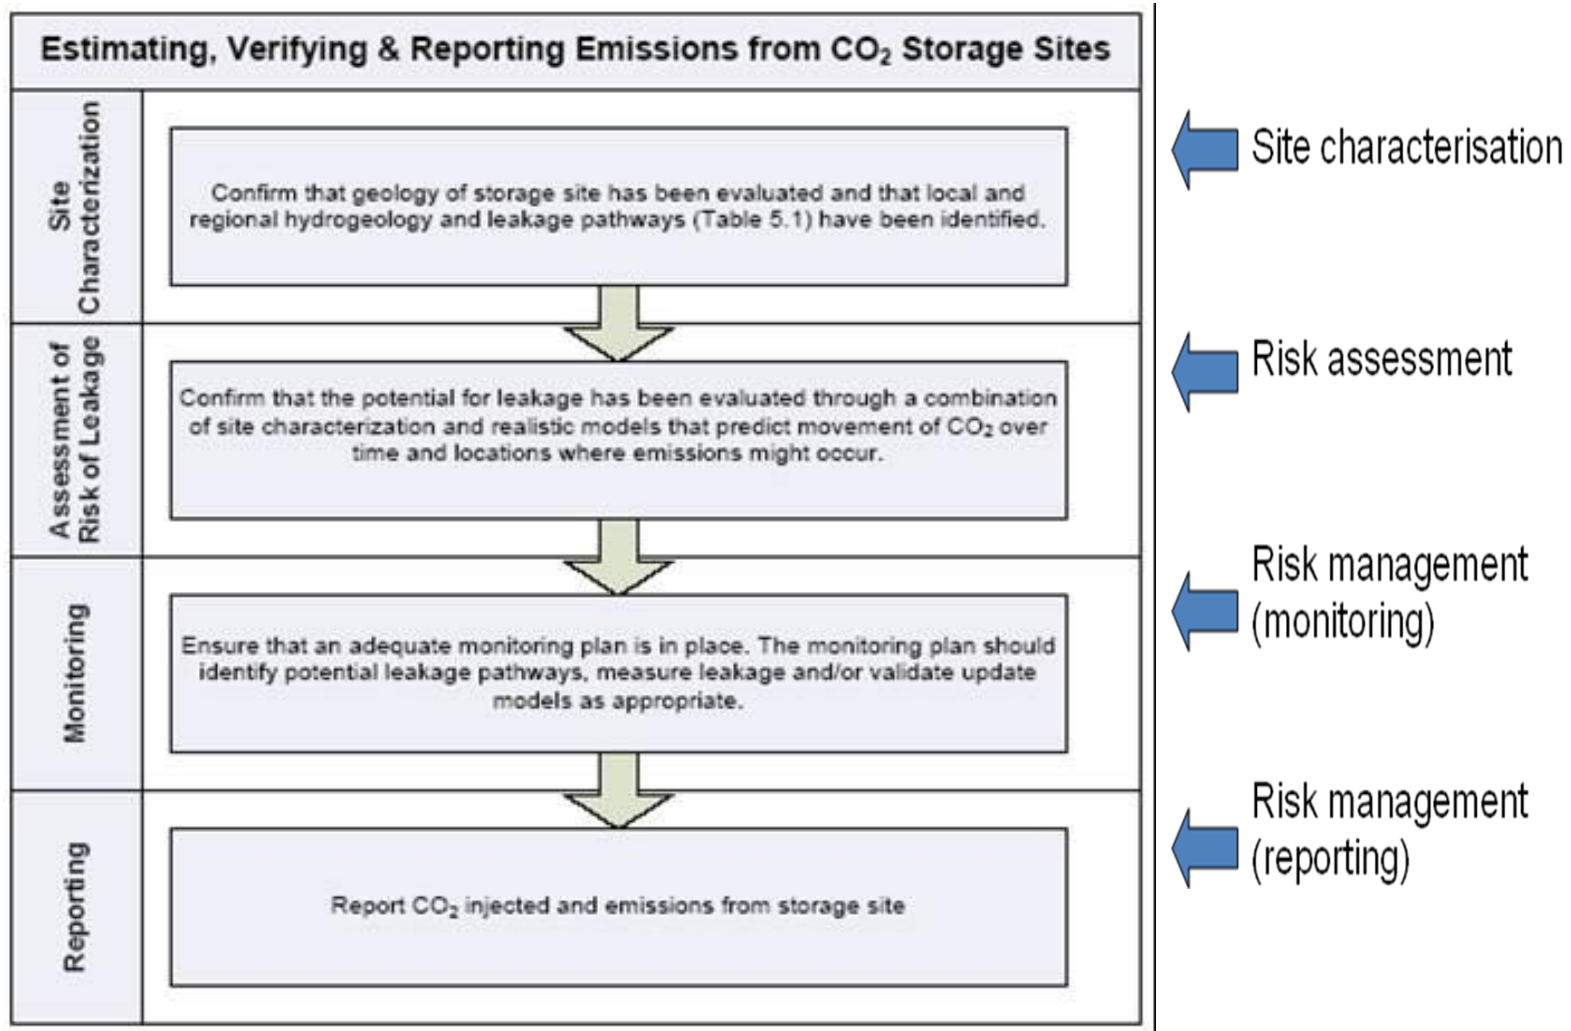 Estimating, Verifying & Reporting Emissions from CO₂ Storage Sites
Site
Characterization
Confirm that geology of storage site has been evaluated and that local and
regional hydrogeology and leakage pathways (Table 5.1) have been identified.
Site characterisation
Assessment of
Risk of Leakage
Confirm that the potential for leakage has been evaluated through a combination
of site characterization and realistic models that predict movement of CO₂ over
time and locations where emissions might occur.
Risk assessment
Monitoring
Ensure that an adequate monitoring plan is in place. The monitoring plan should
identify potential leakage pathways, measure leakage and/or validate update
models as appropriate.
Risk management
(monitoring)
Reporting
Report CO₂ injected and emissions from storage site
Risk management
(reporting)